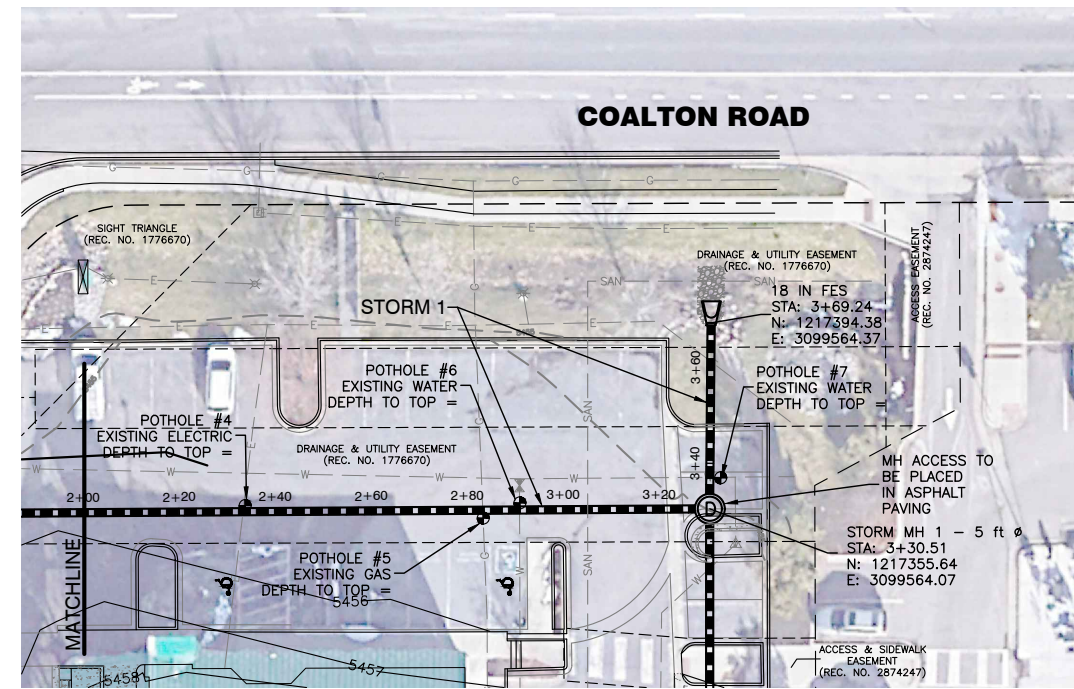 COALTON ROAD
G
G
G
G
G
SIGHT TRIANGLE
(REC. NO. 1776670)
E
E
DRAINAGE & UTILITY EASEMENT
(REC. NO. 1776670)
ACCESS EASEMENT
(REC. NO. 2874247)
E
E
SAN
SAN
G
18 IN FES
STA: 3+69.24
N: 1217394.38
E: 3099564.37
STORM 1
E
E
E
3+60
POTHOLE #6
EXISTING WATER
DEPTH TO TOP =
POTHOLE #7
EXISTING WATER
DEPTH TO TOP =
POTHOLE #4
EXISTING ELECTRIC
DEPTH TO TOP =
G
SAN
E
DRAINAGE & UTILITY EASEMENT
(REC. NO. 1776670)
3+40
MH ACCESS TO
BE PLACED
IN ASPHALT
PAVING
W
W
W
W
W
2+00
2+20
2+40
2+60
2+80
3+00
3+20
D
STORM MH 1 - 5 ft ø
STA: 3+30.51
N: 1217355.64
E: 3099564.07
MATCHLINE
POTHOLE #5
EXISTING GAS
DEPTH TO TOP =
G
W
SAN
W
5456
5457
5458
ACCESS & SIDEWALK
EASEMENT
(REC. NO. 2874247)